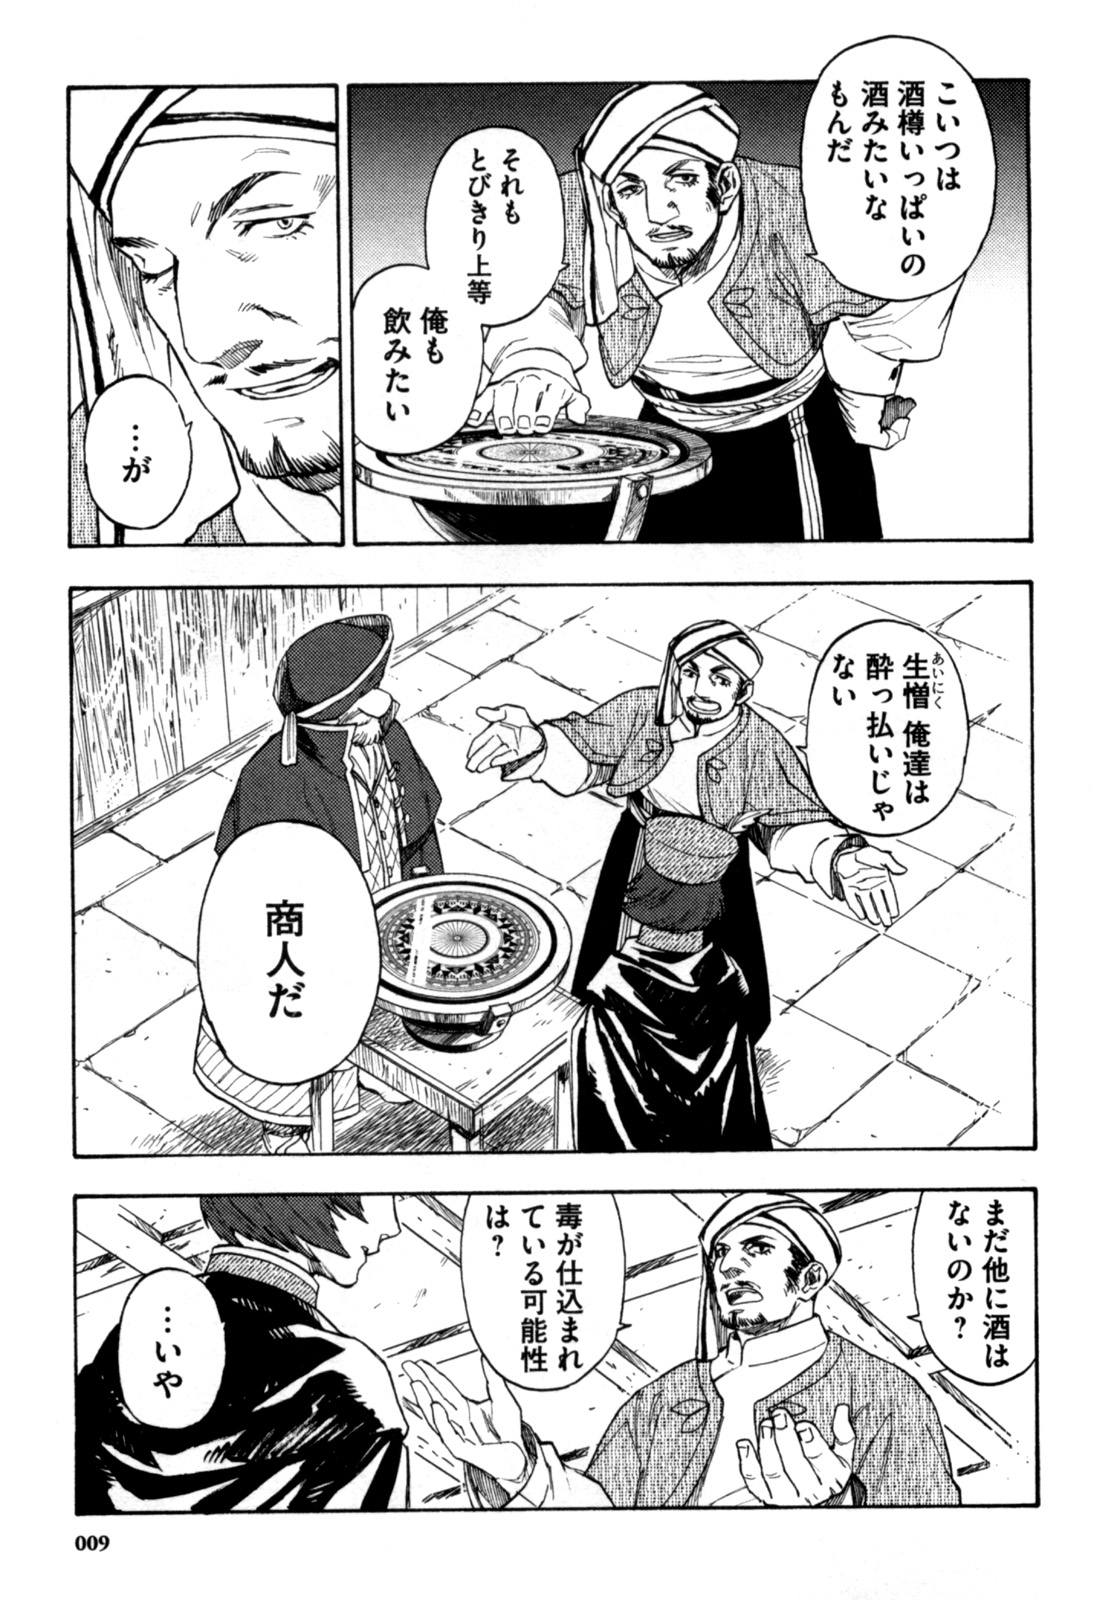 こいつは
酒樽いっぱいの
酒みたいな
もんだ
それも
とびきり上等
俺も
飲みたい
…が
生憎 俺達は
あいにく
酔っ払いじゃ
ない
商人だ
まだ他に酒は
ないのか？
毒が仕込まれ
ている可能性
は？
…いや
009